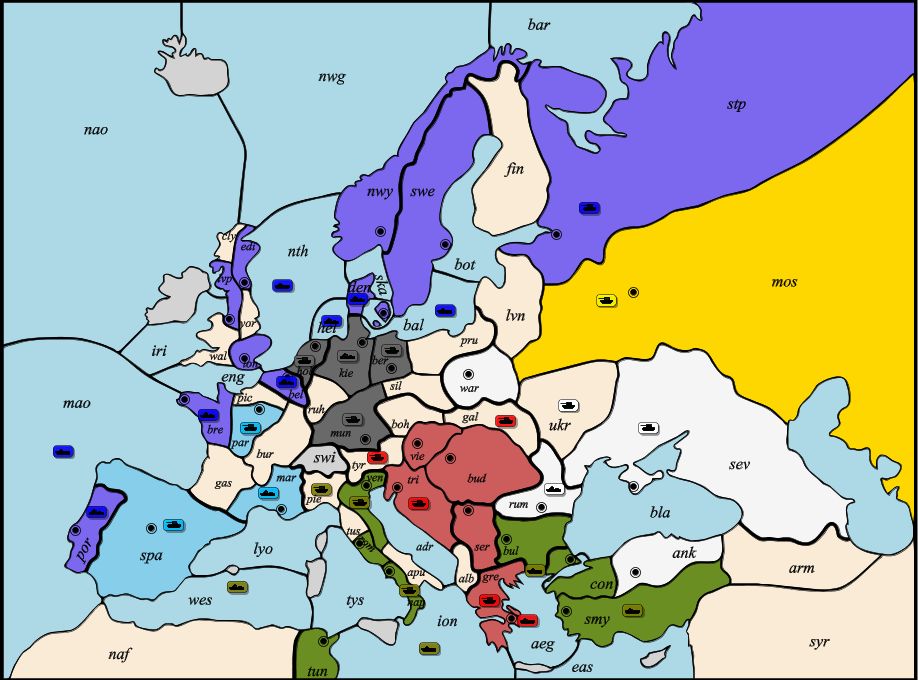 bar
nwg
stp
nao
fin
nwy
swe
cly
edi
nth
bot
mos
lvp
den
ska
lvn
yor
hel
bal
iri
wal
lon
pru
eng
ber
hol
kie
war
mao
pic
bel
sil
bre
ruh
par
mun
boh
gal
ukr
bur
swi
tyr
vie
sev
gas
mar
pie
ven
tri
bud
rum
bla
por
spa
lyo
tus
rom
adr
ser
bul
ank
apu
alb
gre
con
arm
wes
tys
nap
ion
smy
aeg
syr
naf
tun
eas